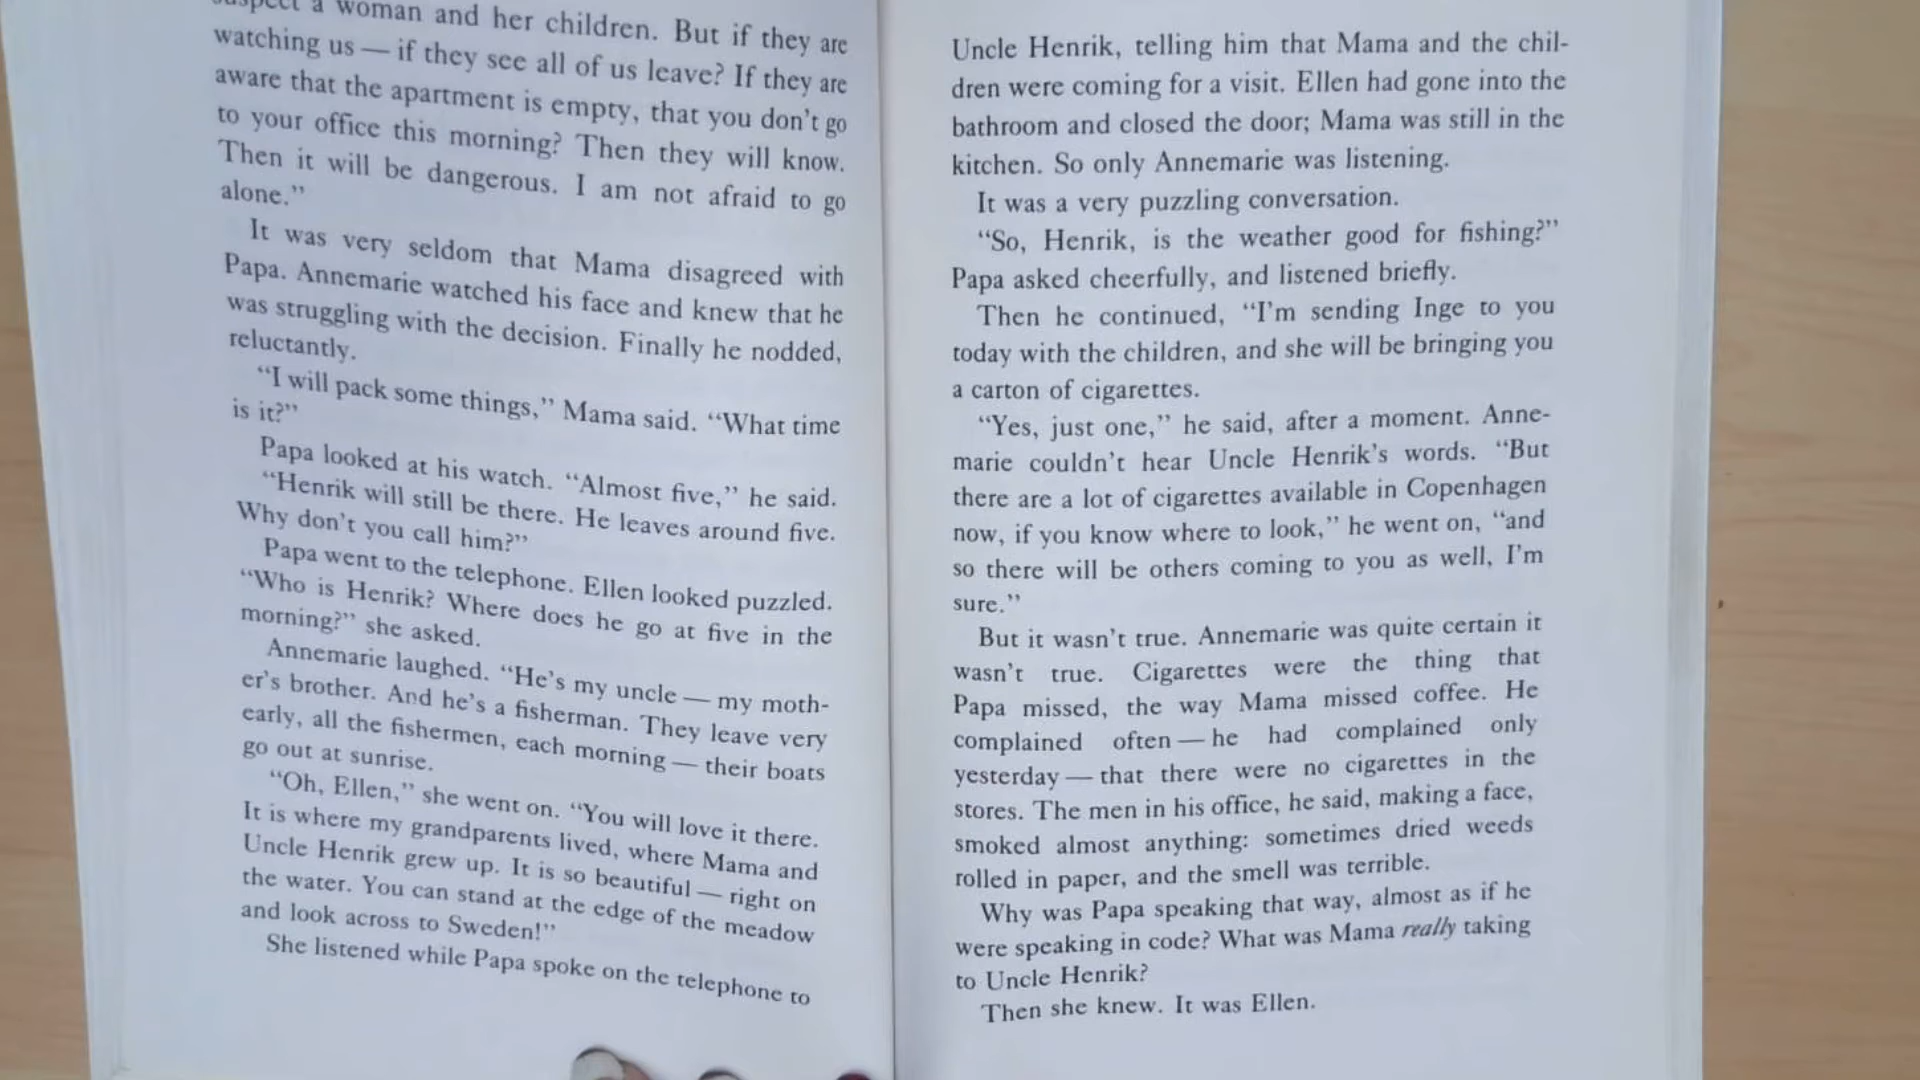 suspect a woman and her children. But if they are
watching us — if they see all of us leave? If they are
aware that the apartment is empty, that you don't go
to your office this morning? Then they will know.
Then it will be dangerous. I am not afraid to go
alone.”
It was very seldom that Mama disagreed with
Papa. Annemarie watched his face and knew that he
was struggling with the decision. Finally he nodded,
reluctantly.
“I will pack some things,” Mama said. “What time
is it?”
Papa looked at his watch. “Almost five,” he said.
“Henrik will still be there. He leaves around five.
Why don't you call him?”
Papa went to the telephone. Ellen looked puzzled.
“Who is Henrik? Where does he go at five in the
morning?” she asked.
Annemarie laughed. “He's my uncle — my moth-
er's brother. And he's a fisherman. They leave very
early, all the fishermen, each morning — their boats
go out at sunrise.
“Oh, Ellen,” she went on. “You will love it there.
It is where my grandparents lived, where Mama and
Uncle Henrik grew up. It is so beautiful — right on
the water. You can stand at the edge of the meadow
and look across to Sweden!”
She listened while Papa spoke on the telephone to
Uncle Henrik, telling him that Mama and the chil-
dren were coming for a visit. Ellen had gone into the
bathroom and closed the door; Mama was still in the
kitchen. So only Annemarie was listening.
It was a very puzzling conversation.
“So, Henrik, is the weather good for fishing?”
Papa asked cheerfully, and listened briefly.
Then he continued, “I'm sending Inge to you
today with the children, and she will be bringing you
a carton of cigarettes.
“Yes, just one,” he said, after a moment. Anne-
marie couldn't hear Uncle Henrik's words. “But
there are a lot of cigarettes available in Copenhagen
now, if you know where to look,” he went on, “and
so there will be others coming to you as well, I'm
sure.”
But it wasn't true. Annemarie was quite certain it
wasn't true. Cigarettes were the thing that
Papa missed, the way Mama missed coffee. He
complained often — he had complained only
yesterday — that there were no cigarettes in the
stores. The men in his office, he said, making a face,
smoked almost anything: sometimes dried weeds
rolled in paper, and the smell was terrible.
Why was Papa speaking that way, almost as if he
were speaking in code? What was Mama really taking
to Uncle Henrik?
Then she knew. It was Ellen.